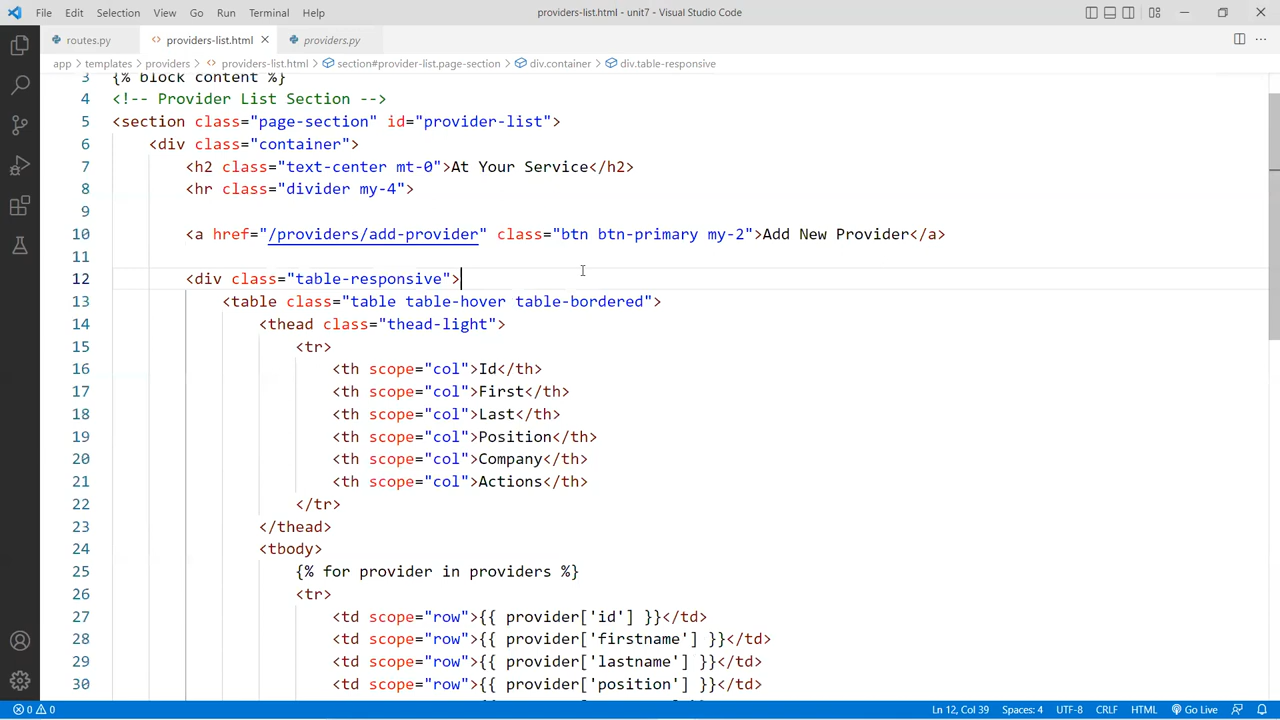 File Edit Selection View Go Run Terminal Help
providers-list.html - unit7 - Visual Studio Code
routes.py
providers-list.html
providers.py
app > templates > providers > providers-list.html > section#provider-list.page-section > div.container > div.table-responsive
3 {% block content %}
4 <!-- Provider List Section -->
5 <section class="page-section" id="provider-list">
6 <div class="container">
7 <h2 class="text-center mt-0">At Your Service</h2>
8 <hr class="divider my-4">
9
10 <a href="/providers/add-provider" class="btn btn-primary my-2">Add New Provider</a>
11
12 <div class="table-responsive">
13 <table class="table table-hover table-bordered">
14 <thead class="thead-light">
15 <tr>
16 <th scope="col">Id</th>
17 <th scope="col">First</th>
18 <th scope="col">Last</th>
19 <th scope="col">Position</th>
20 <th scope="col">Company</th>
21 <th scope="col">Actions</th>
22 </tr>
23 </thead>
24 <tbody>
25 {% for provider in providers %}
26 <tr>
27 <td scope="row">{{ provider['id'] }}</td>
28 <td scope="row">{{ provider['firstname'] }}</td>
29 <td scope="row">{{ provider['lastname'] }}</td>
30 <td scope="row">{{ provider['position'] }}</td>
0 0 Ln 12, Col 39 Spaces: 4 UTF-8 CRLF HTML Go Live